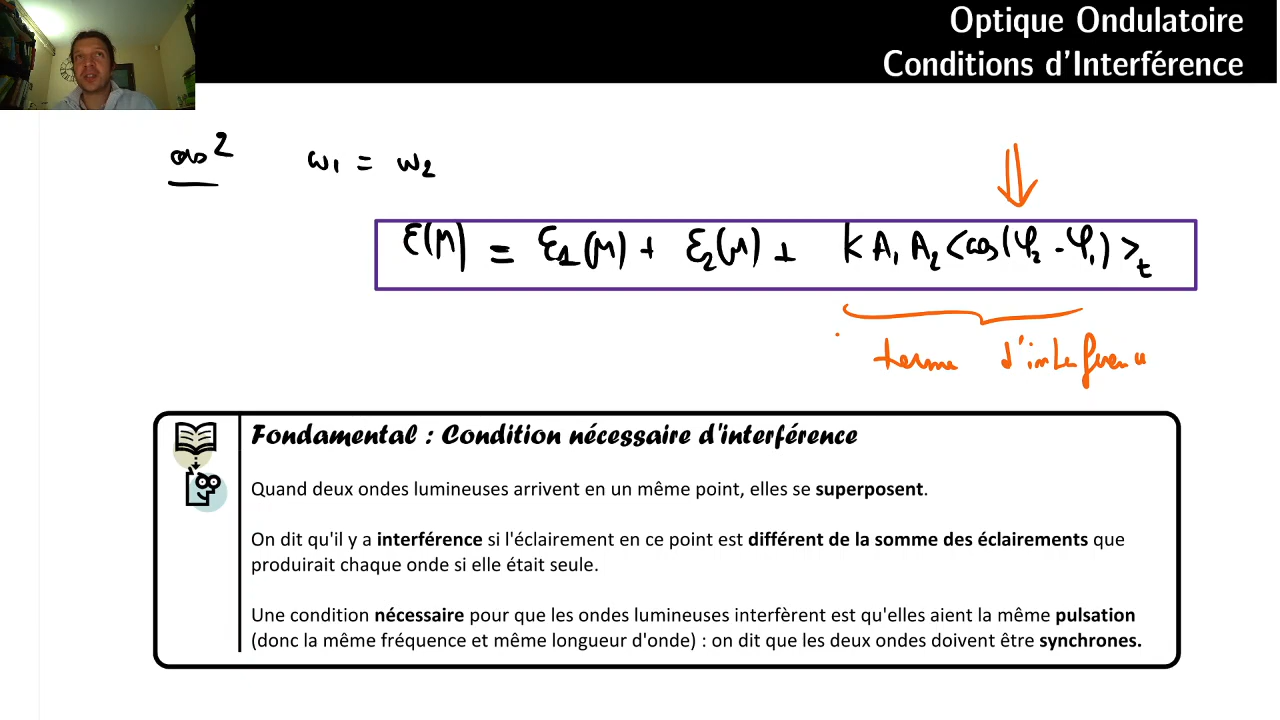 Optique Ondulatoire
Conditions d'Interférence
cas 2 ω1 = ω2
ℰ(M) = ℰ1(M) + ℰ2(M) + k A1 A2 <cos(φ2 - φ1)>t
terme d'interférence
Fondamental : Condition nécessaire d'interférence
Quand deux ondes lumineuses arrivent en un même point, elles se superposent.
On dit qu'il y a interférence si l'éclairement en ce point est différent de la somme des éclairements que
produirait chaque onde si elle était seule.
Une condition nécessaire pour que les ondes lumineuses interfèrent est qu'elles aient la même pulsation
(donc la même fréquence et même longueur d'onde) : on dit que les deux ondes doivent être synchrones.